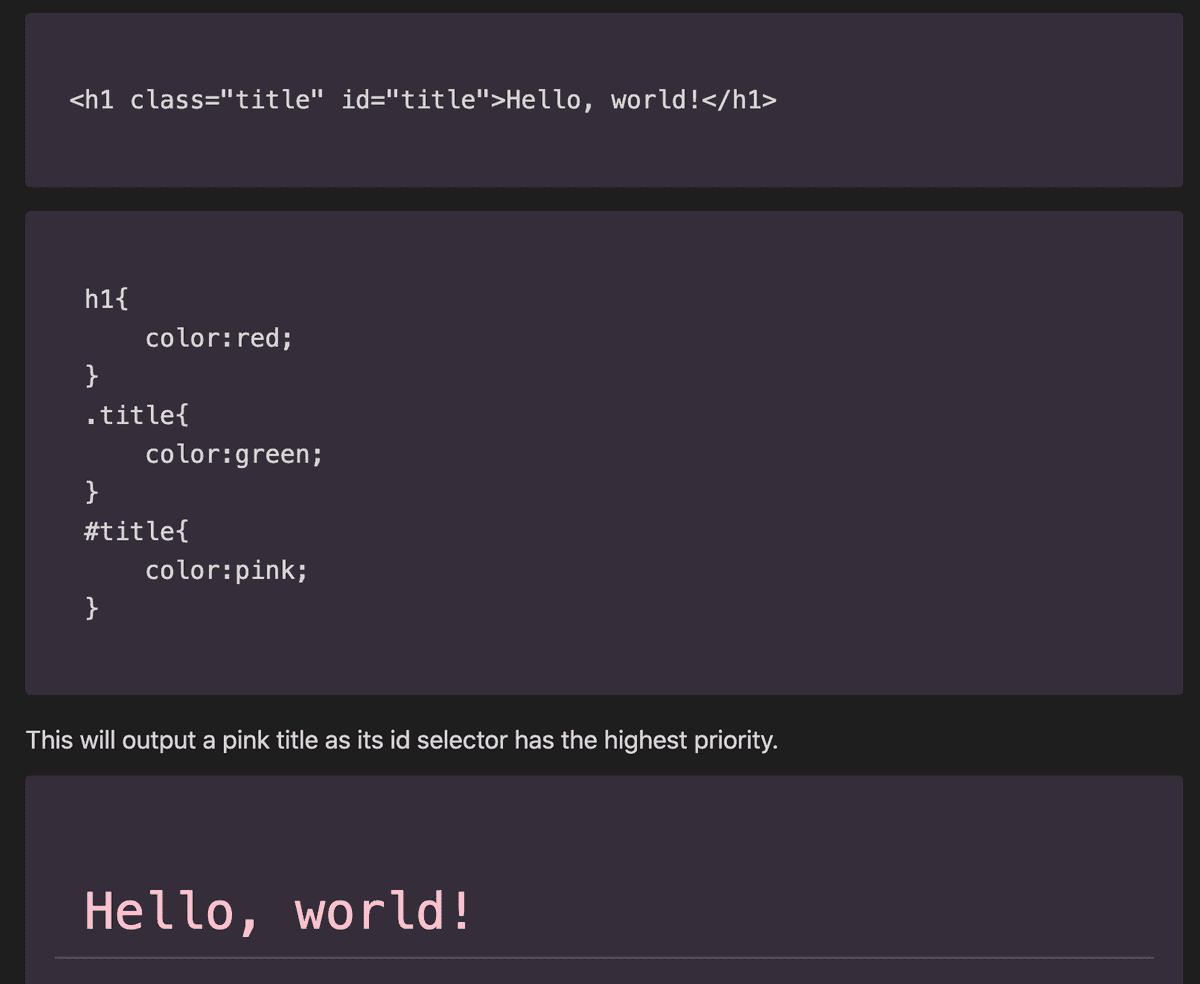 <h1 class="title" id="title">Hello, world!</h1>
h1{
    color:red;
}
.title{
    color:green;
}
#title{
    color:pink;
}
This will output a pink title as its id selector has the highest priority.
Hello, world!